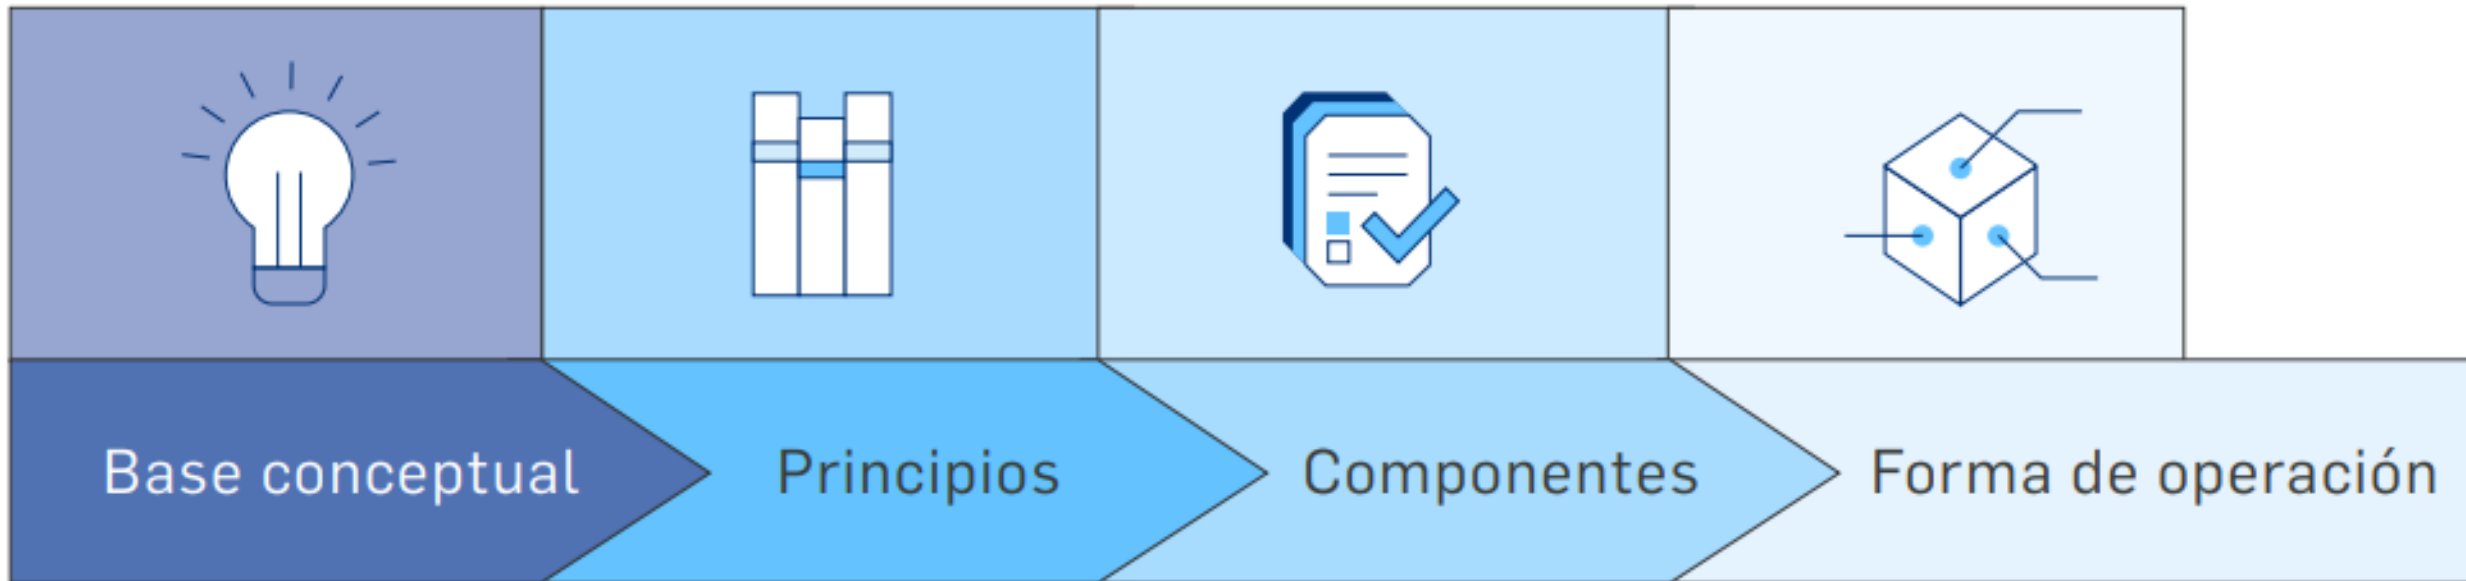 Base conceptual
Principios
Componentes
Forma de operación